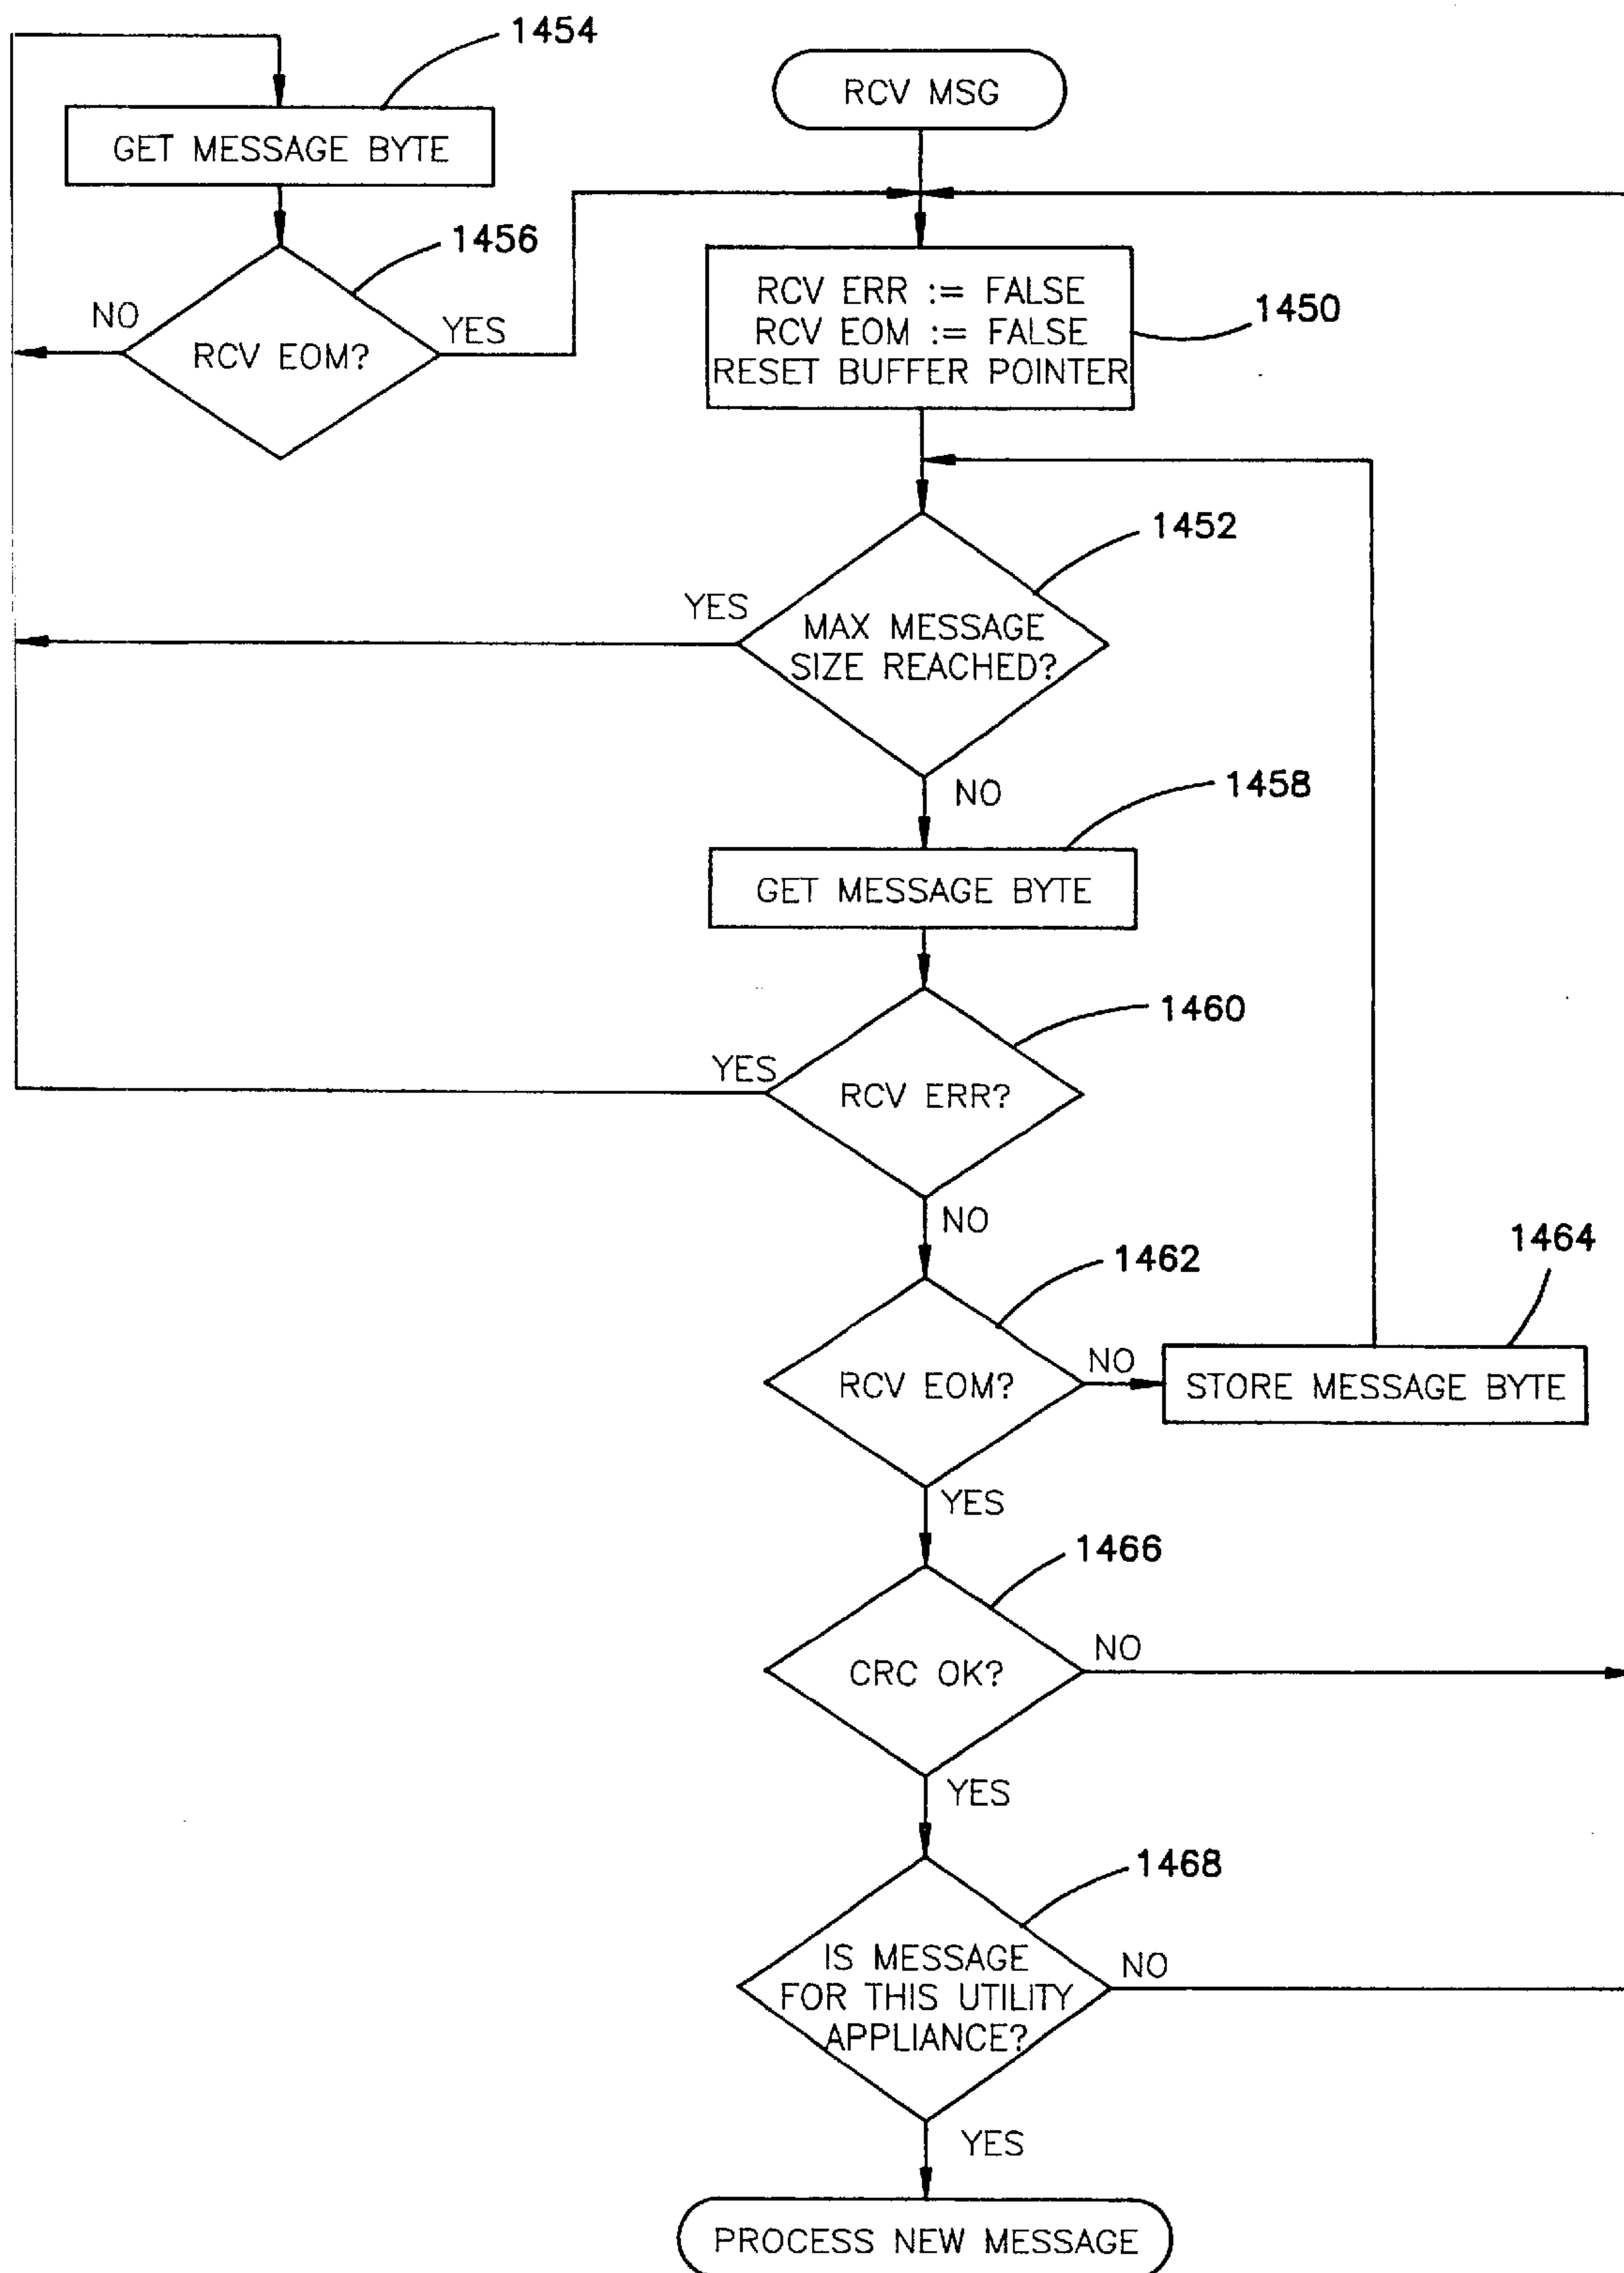 1454
RCV MSG
GET MESSAGE BYTE
1456
NO
RCV EOM?
YES
RCV ERR := FALSE
RCV EOM := FALSE
RESET BUFFER POINTER
1450
1452
YES
MAX MESSAGE
SIZE REACHED?
NO
1458
GET MESSAGE BYTE
1460
YES
RCV ERR?
NO
1462
1464
RCV EOM?
NO
STORE MESSAGE BYTE
YES
1466
CRC OK?
NO
YES
1468
IS MESSAGE
FOR THIS UTILITY
APPLIANCE?
NO
YES
PROCESS NEW MESSAGE